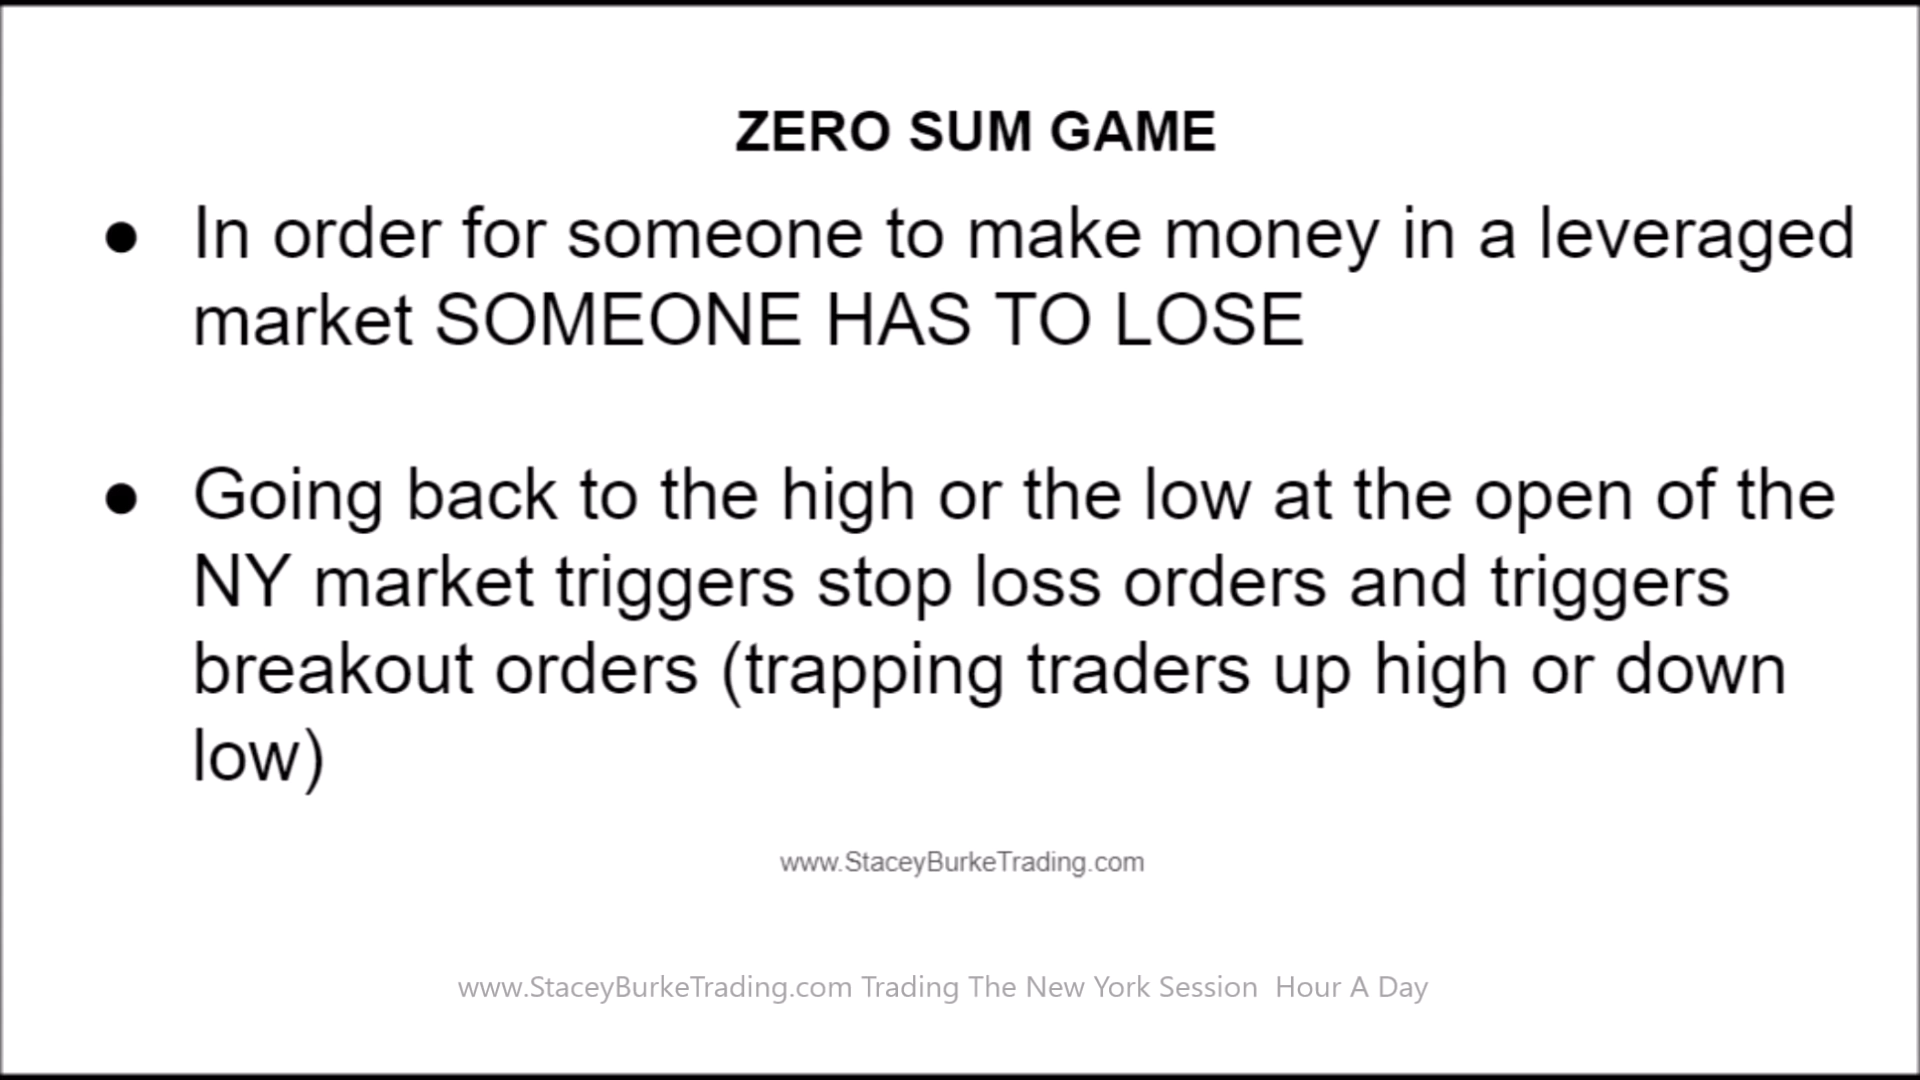 ZERO SUM GAME
● In order for someone to make money in a leveraged
market SOMEONE HAS TO LOSE
● Going back to the high or the low at the open of the
NY market triggers stop loss orders and triggers
breakout orders (trapping traders up high or down
low)
www.StaceyBurkeTrading.com
www.StaceyBurkeTrading.com Trading The New York Session  Hour A Day